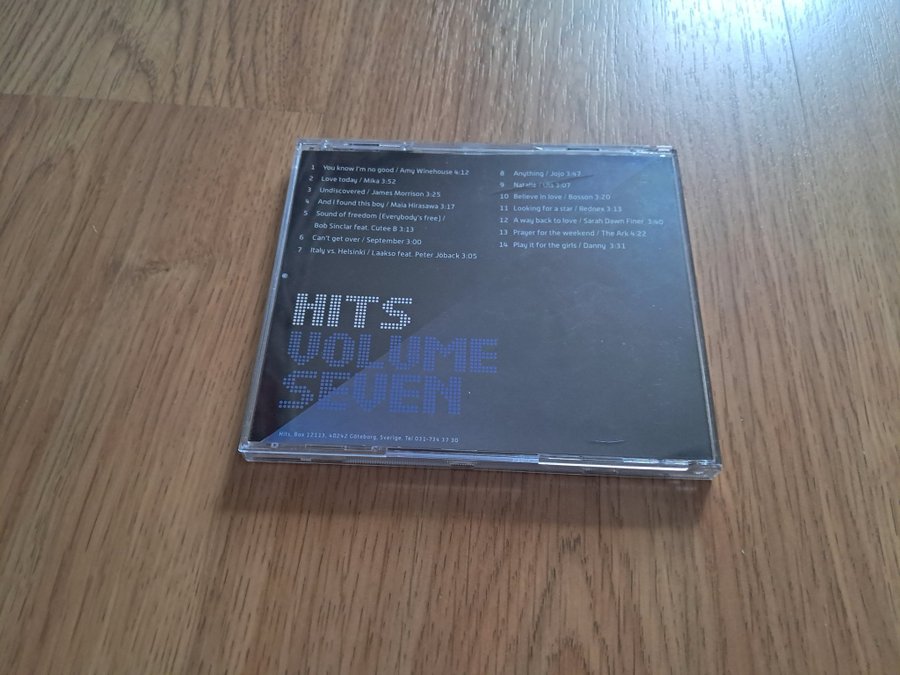 1 You know I'm no good / Amy Winehouse 4:12
2 Love today / Mika 3:52
3 Undiscovered / James Morrison 3:25
4 And I found this boy / Maia Hirasawa 3:17
5 Sound of freedom (Everybody's free) /
Bob Sinclar feat. Cutee B 3:13
6 Can't get over / September 3:00
7 Italy vs. Helsinki / Laakso feat. Peter Jöback 3:05
8 Anything / Jojo 3:47
9 Natalie / Ola 3:07
10 Believe in love / Bosson 3:20
11 Looking for a star / Rednex 3:13
12 A way back to love / Sarah Dawn Finer 3:40
13 Prayer for the weekend / The Ark 4:22
14 Play it for the girls / Danny 3:31
HITS
VOLUME
SEVEN
Hits, Box 12113, 40242 Göteborg, Sverige, Tel 031-734 37 30